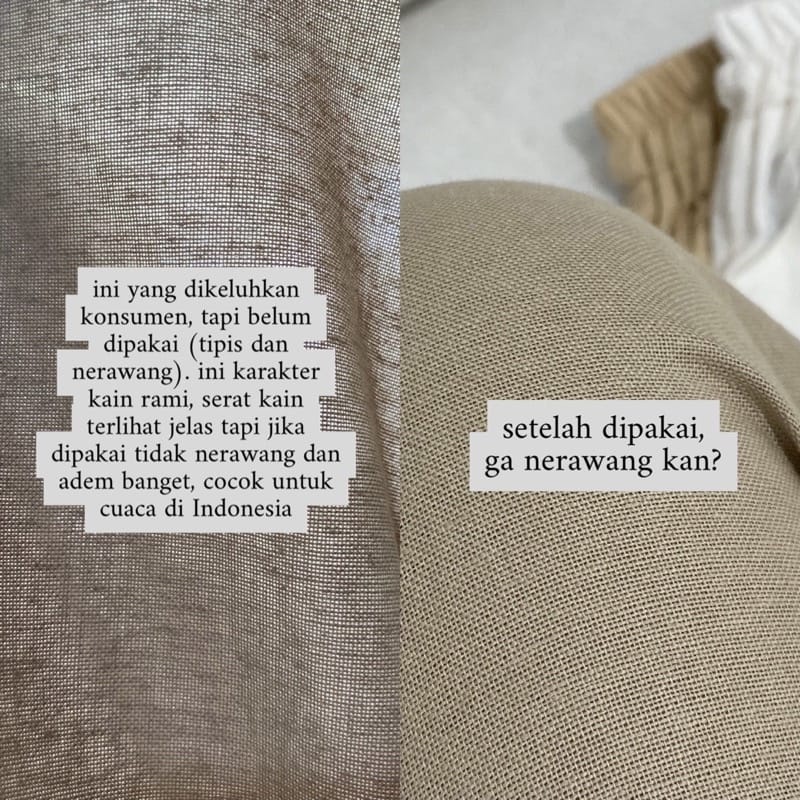 ini yang dikeluhkan
konsumen, tapi belum
dipakai (tipis dan
nerawang). ini karakter
kain rami, serat kain
terlihat jelas tapi jika
dipakai tidak nerawang dan
adem banget, cocok untuk
cuaca di Indonesia
setelah dipakai,
ga nerawang kan?